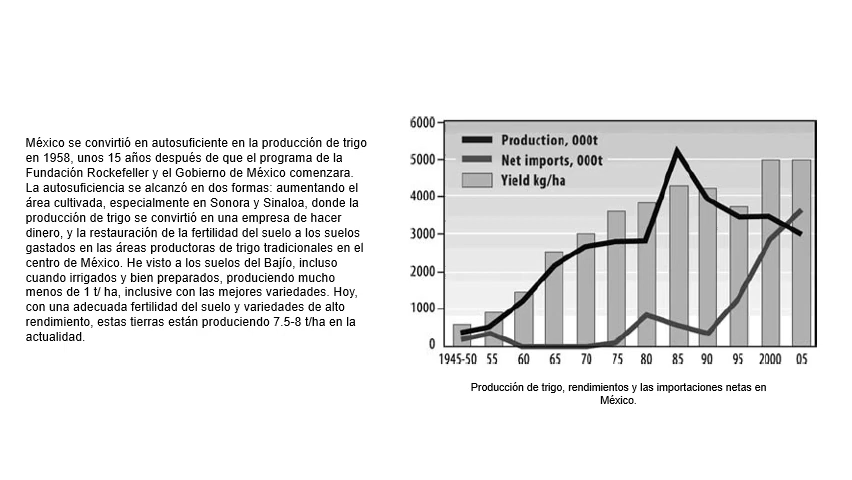 México se convirtió en autosuficiente en la producción de trigo
en 1958, unos 15 años después de que el programa de la
Fundación Rockefeller y el Gobierno de México comenzara.
La autosuficiencia se alcanzó en dos formas: aumentando el
área cultivada, especialmente en Sonora y Sinaloa, donde la
producción de trigo se convirtió en una empresa de hacer
dinero, y la restauración de la fertilidad del suelo a los suelos
gastados en las áreas productoras de trigo tradicionales en el
centro de México. He visto a los suelos del Bajío, incluso
cuando irrigados y bien preparados, produciendo mucho
menos de 1 t/ ha, inclusive con las mejores variedades. Hoy,
con una adecuada fertilidad del suelo y variedades de alto
rendimiento, estas tierras están produciendo 7.5-8 t/ha en la
actualidad.
6000
5000
4000
3000
2000
1000
0
Production, 000t
Net imports, 000t
Yield kg/ha
1945-50 55 60 65 70 75 80 85 90 95 2000 05
Producción de trigo, rendimientos y las importaciones netas en
México.